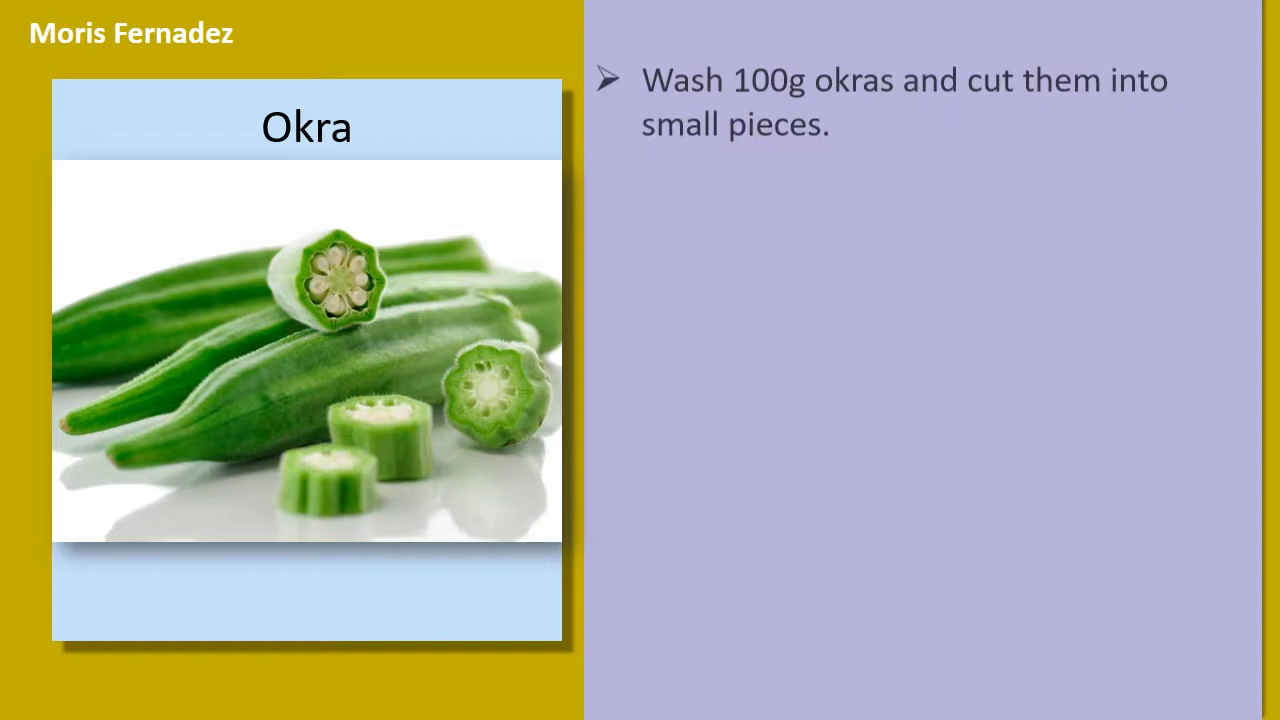 Moris Fernadez
Okra
➢ Wash 100g okras and cut them into
small pieces.